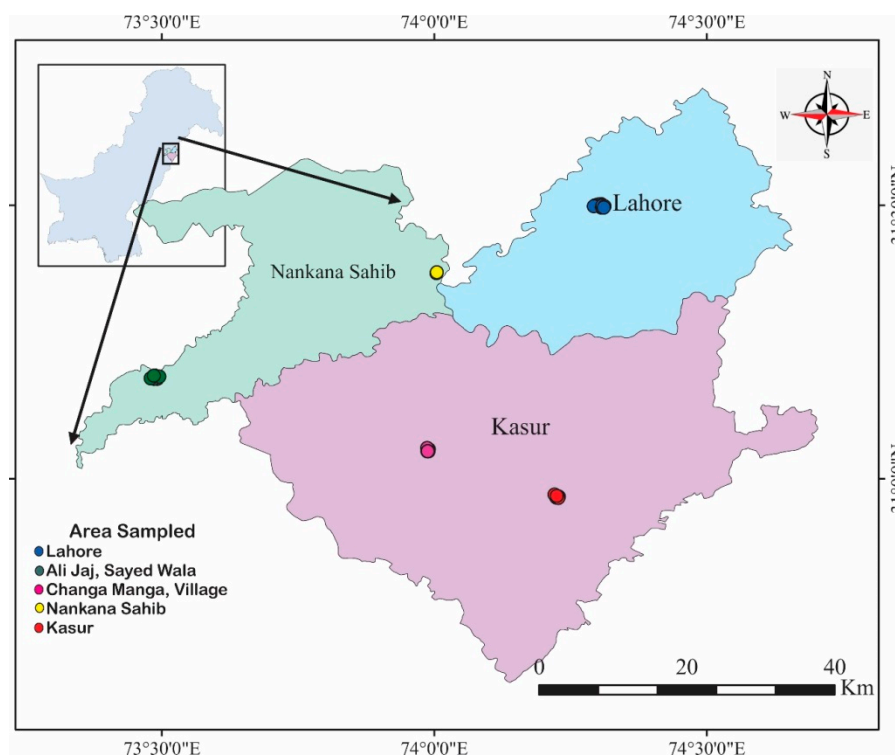 73°30'0"E 74°0'0"E 74°30'0"E
N
W E
S
Lahore
Nankana Sahib
Kasur
Area Sampled
Lahore
Ali Jaj, Sayed Wala
Changa Manga, Village
Nankana Sahib
Kasur
0 20 40
Km
73°30'0"E 74°0'0"E 74°30'0"E